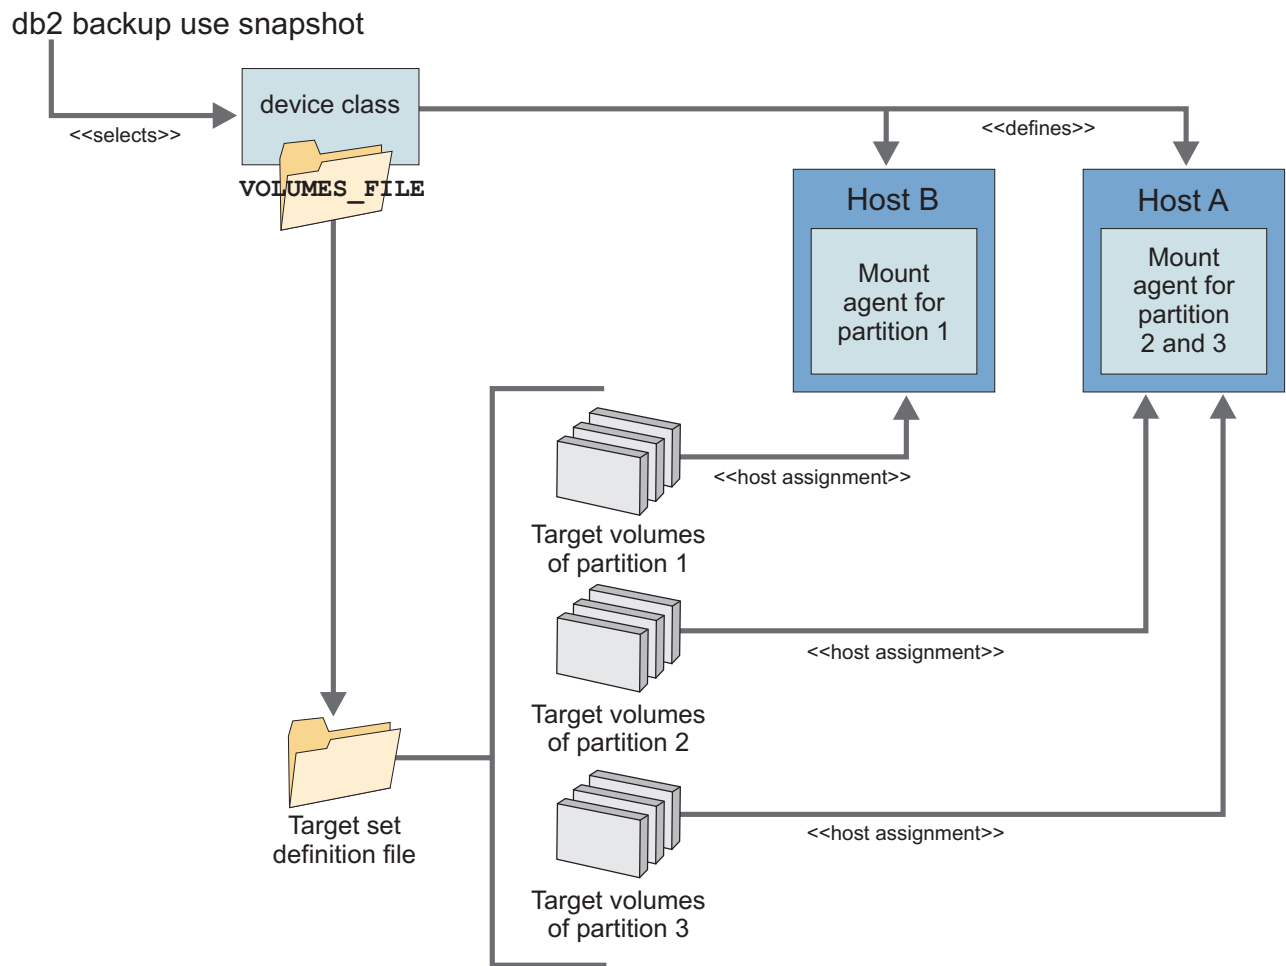 db2 backup use snapshot
device class
<<selects>>
<<defines>>
VOLUMES_FILE
Host B
Host A
Mount
agent for
partition 1
Mount
agent for
partition
2 and 3
<<host assignment>>
Target volumes
of partition 1
<<host assignment>>
Target volumes
of partition 2
Target set
definition file
<<host assignment>>
Target volumes
of partition 3